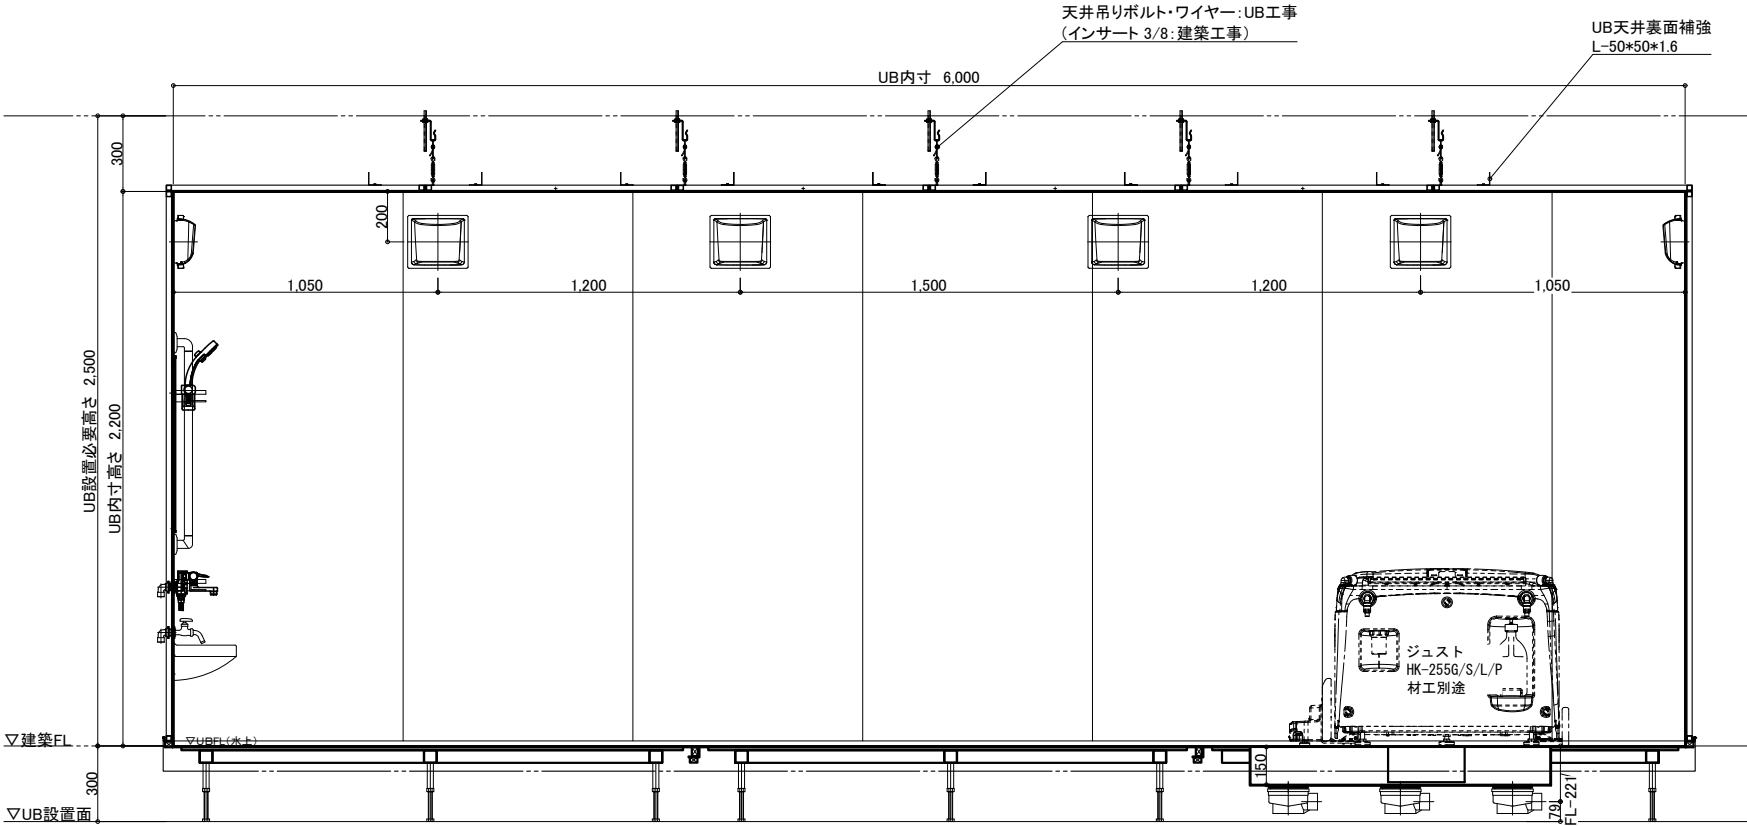 天井吊りボルト・ワイヤー：UB工事
（インサート 3/8：建築工事）
UB天井裏面補強
L-50*50*1.6
UB内寸 6,000
300
200
1,050
1,200
1,500
1,200
1,050
UB設置必要高さ 2,500
UB内寸高さ 2,200
ジュスト
HK-255G/S/L/P
材工別途
▽建築FL
▽UBFL(水上)
300
150
79
FL-221
▽UB設置面